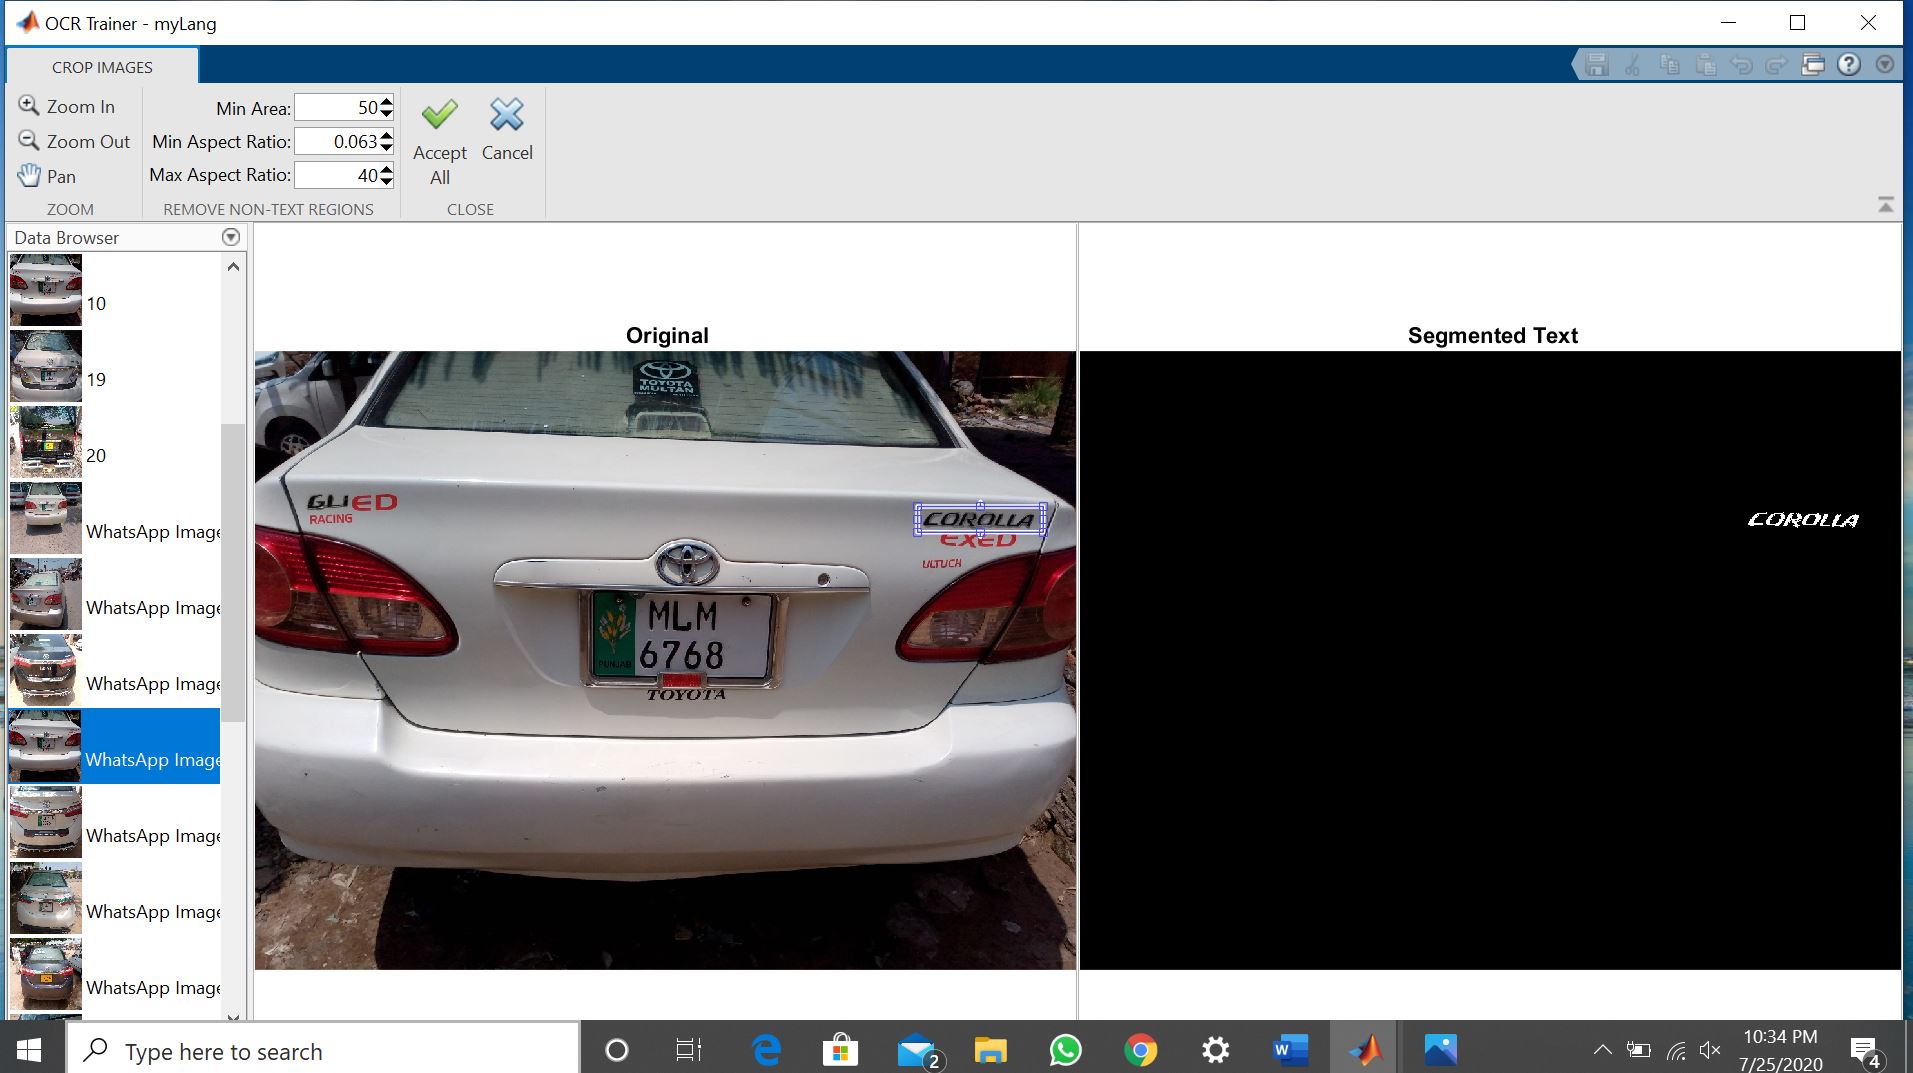 OCR Trainer - myLang
CROP IMAGES
Zoom In
Zoom Out
Pan
ZOOM
Min Area: 50
Min Aspect Ratio: 0.063
Max Aspect Ratio: 40
REMOVE NON-TEXT REGIONS
Accept All
Cancel
CLOSE
Data Browser
10
19
20
WhatsApp Image
WhatsApp Image
WhatsApp Image
WhatsApp Image
WhatsApp Image
WhatsApp Image
WhatsApp Image
Original
TOYOTA
MULTAN
GLI ED
RACING
COROLLA
EXED
ULTUCH
MLM
6768
PUNJAB
TOYOTA
Segmented Text
COROLLA
Type here to search
2
10:34 PM
7/25/2020
4